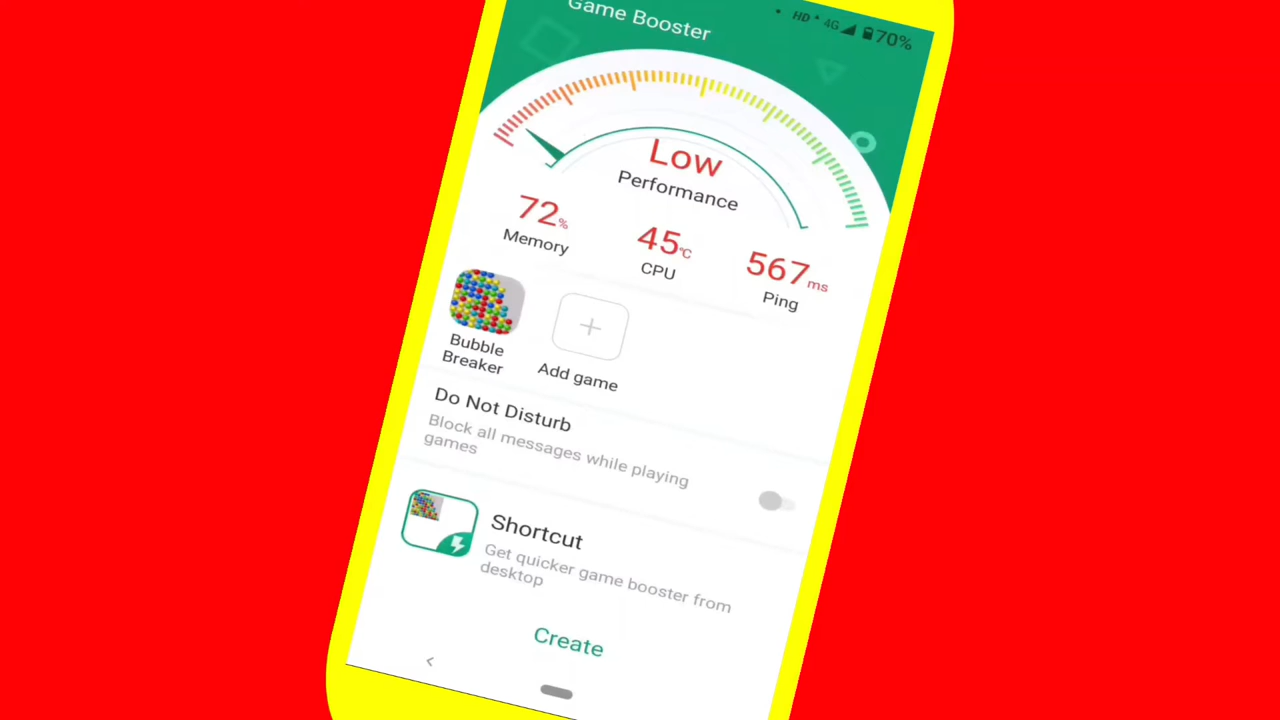 Game Booster
HD 4G 70%
Low
Performance
72% 45°C 567ms
Memory CPU Ping
Bubble
Breaker
Add game
Do Not Disturb
Block all messages while playing
games
Shortcut
Get quicker game booster from
desktop
Create